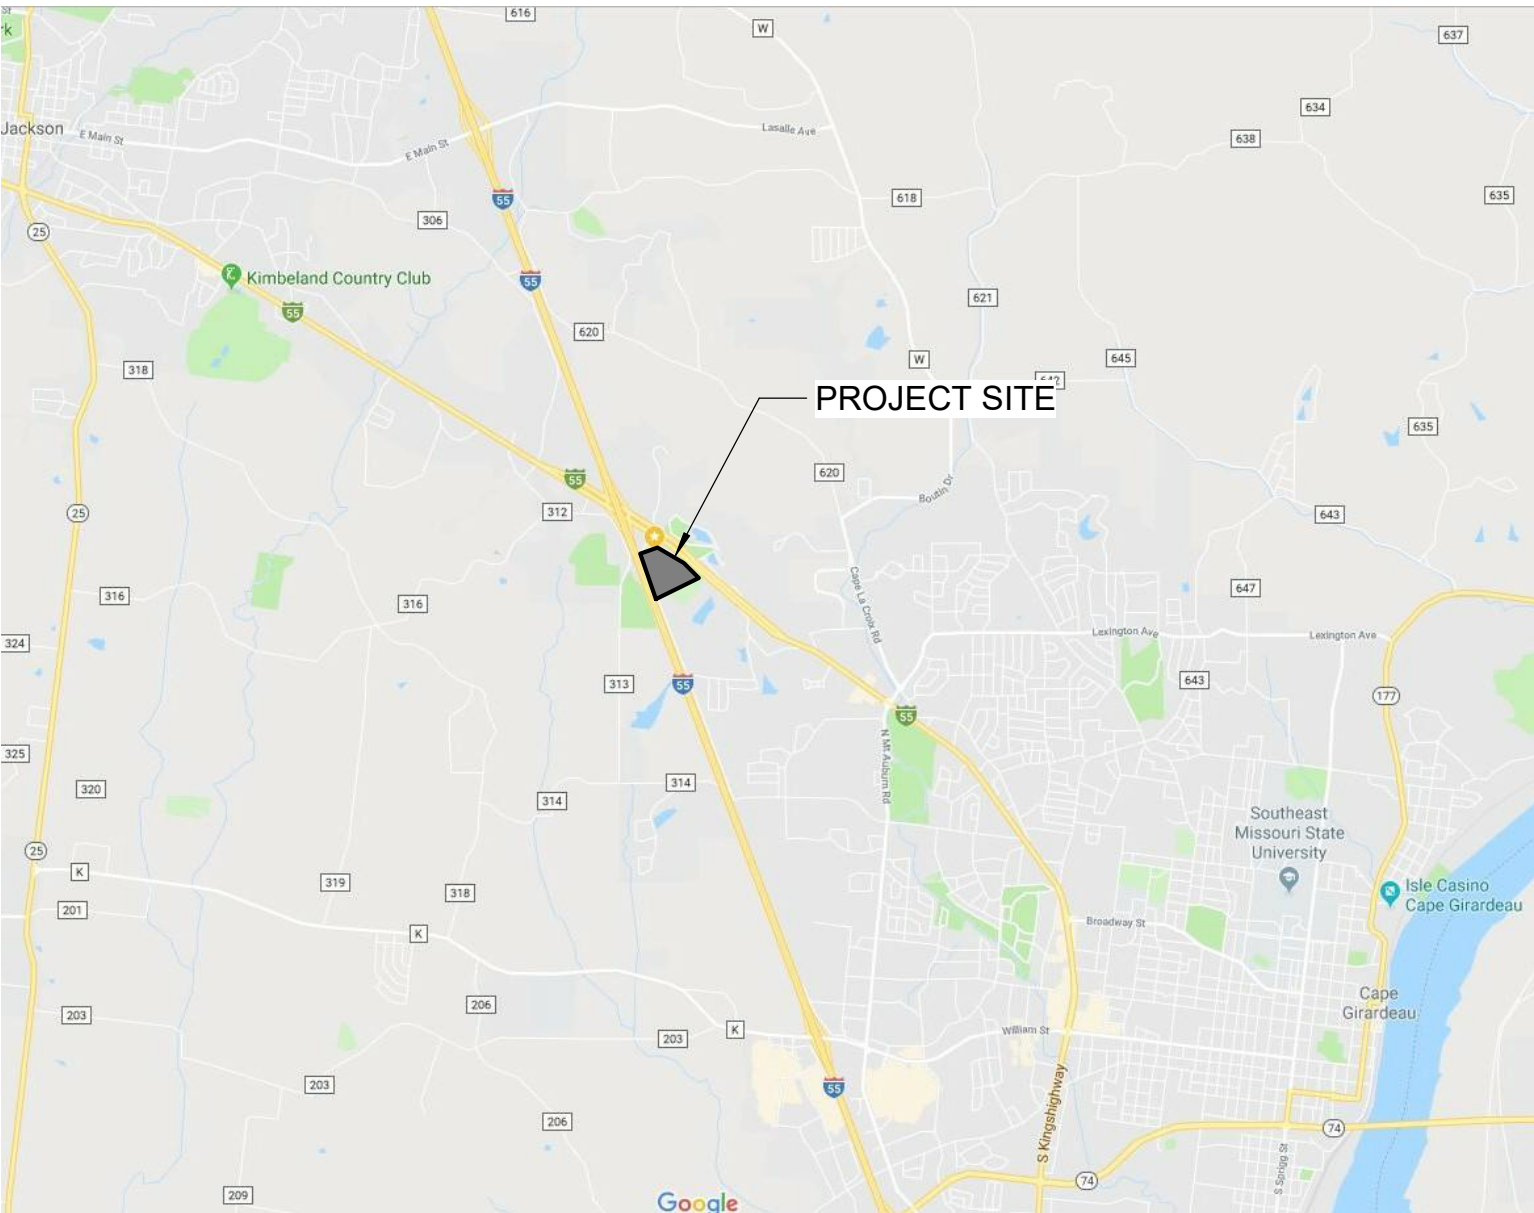 616
W
637
634
Jackson
E Main St
E Main St
Lasalle Ave
638
55
618
635
306
25
Kimbeland Country Club
55
621
55
620
318
W
645
642
PROJECT SITE
635
620
55
Boutin Dr
25
312
643
316
316
Cape La Croix Rd
647
324
Lexington Ave
Lexington Ave
313
55
643
177
55
325
N Mt Auburn Rd
320
314
314
Southeast
Missouri State
University
25
K
319
318
Isle Casino
Cape Girardeau
201
K
Broadway St
206
203
Cape
Girardeau
203
K
William St
203
55
S Kingshighway
206
74
S Sprigg St
74
209
Google